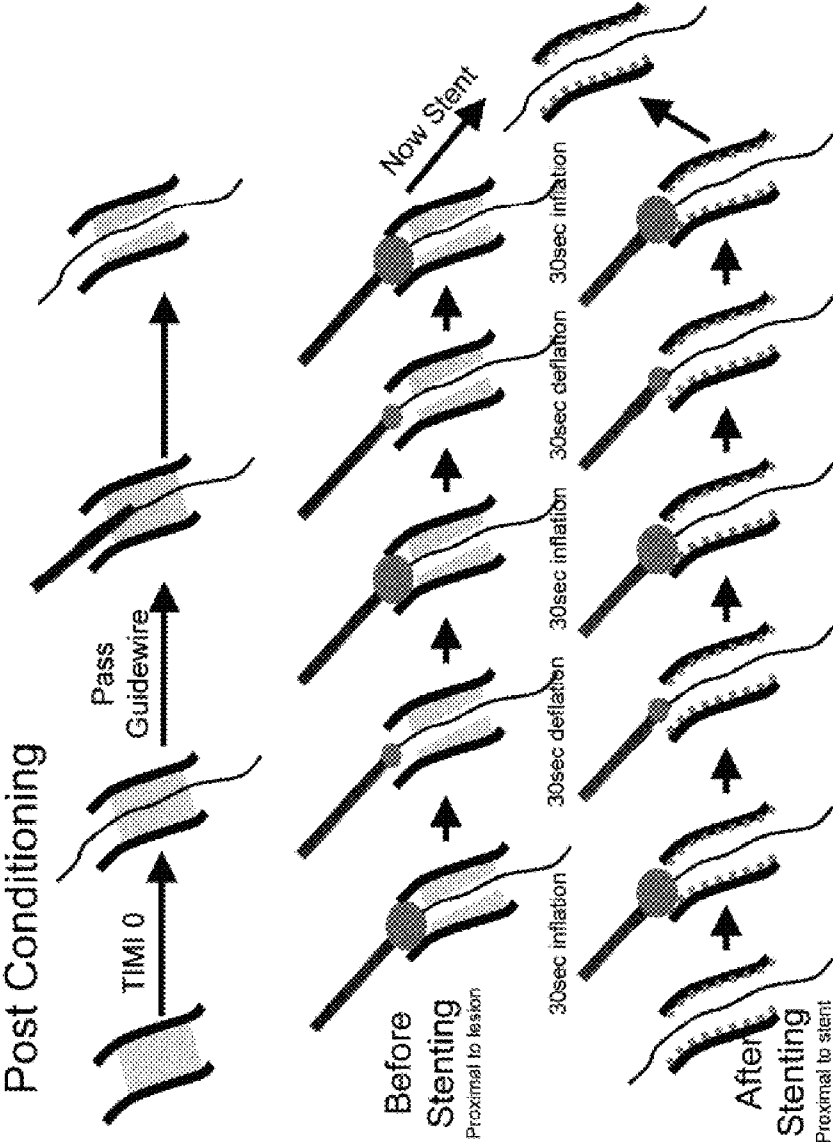 Post Conditioning
TIMI 0
Pass
Guidewire
Before
Stenting
Proximal to lesion
Now Stent
30sec inflation
30sec deflation
30sec inflation
30sec deflation
30sec inflation
After
Stenting
Proximal to stent